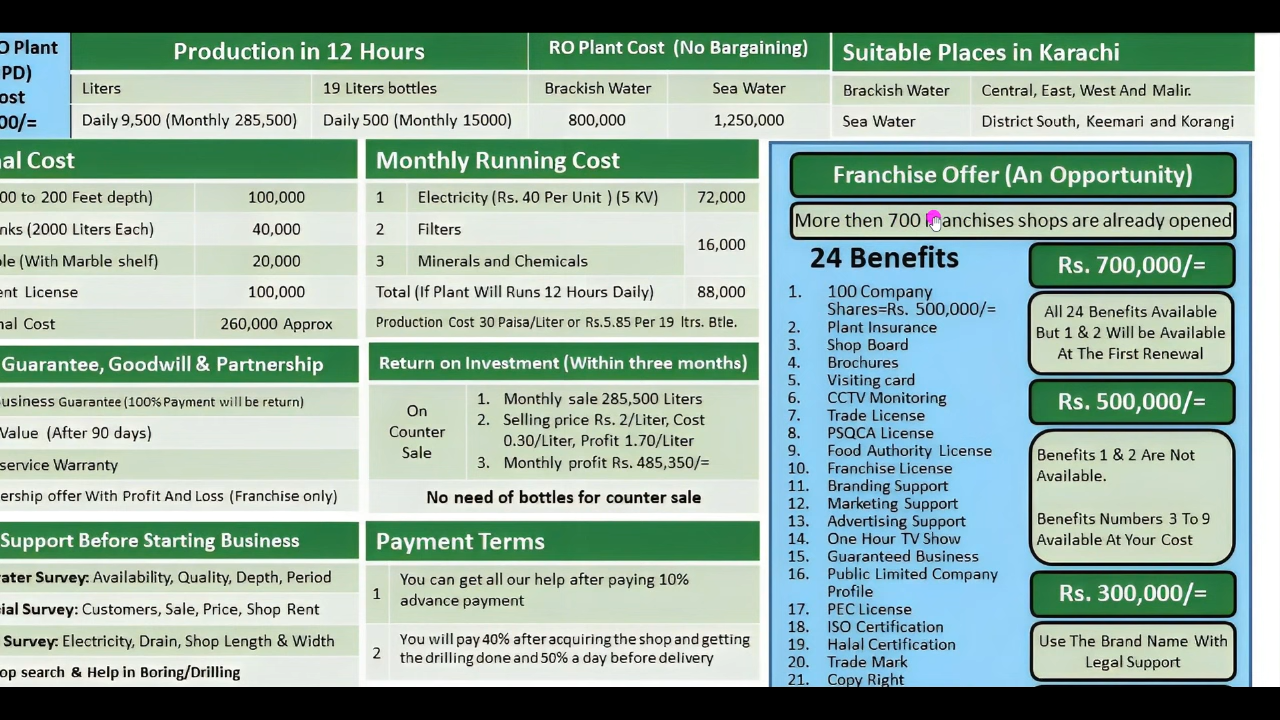 O Plant
PD)
ost
00/=
Production in 12 Hours
Liters
19 Liters bottles
Daily 9,500 (Monthly 285,500)
Daily 500 (Monthly 15000)
RO Plant Cost (No Bargaining)
Brackish Water
Sea Water
800,000
1,250,000
Suitable Places in Karachi
Brackish Water
Central, East, West And Malir.
Sea Water
District South, Keemari and Korangi
al Cost
00 to 200 Feet depth)
100,000
nks (2000 Liters Each)
40,000
le (With Marble shelf)
20,000
ent License
100,000
nal Cost
260,000 Approx
Guarantee, Goodwill & Partnership
usiness Guarantee (100% Payment will be return)
Value (After 90 days)
service Warranty
ership offer With Profit And Loss (Franchise only)
Support Before Starting Business
ater Survey: Availability, Quality, Depth, Period
ial Survey: Customers, Sale, Price, Shop Rent
Survey: Electricity, Drain, Shop Length & Width
op search & Help in Boring/Drilling
Monthly Running Cost
1 Electricity (Rs. 40 Per Unit ) (5 KV) 72,000
2 Filters
16,000
3 Minerals and Chemicals
Total (If Plant Will Runs 12 Hours Daily) 88,000
Production Cost 30 Paisa/Liter or Rs.5.85 Per 19 ltrs. Btle.
Return on Investment (Within three months)
On
Counter
Sale
1. Monthly sale 285,500 Liters
2. Selling price Rs. 2/Liter, Cost
0.30/Liter, Profit 1.70/Liter
3. Monthly profit Rs. 485,350/=
No need of bottles for counter sale
Payment Terms
1 You can get all our help after paying 10%
advance payment
2 You will pay 40% after acquiring the shop and getting
the drilling done and 50% a day before delivery
Franchise Offer (An Opportunity)
More then 700 franchises shops are already opened
24 Benefits
1. 100 Company
Shares=Rs. 500,000/=
2. Plant Insurance
3. Shop Board
4. Brochures
5. Visiting card
6. CCTV Monitoring
7. Trade License
8. PSQCA License
9. Food Authority License
10. Franchise License
11. Branding Support
12. Marketing Support
13. Advertising Support
14. One Hour TV Show
15. Guaranteed Business
16. Public Limited Company
Profile
17. PEC License
18. ISO Certification
19. Halal Certification
20. Trade Mark
21. Copy Right
Rs. 700,000/=
All 24 Benefits Available
But 1 & 2 Will be Available
At The First Renewal
Rs. 500,000/=
Benefits 1 & 2 Are Not
Available.
Benefits Numbers 3 To 9
Available At Your Cost
Rs. 300,000/=
Use The Brand Name With
Legal Support